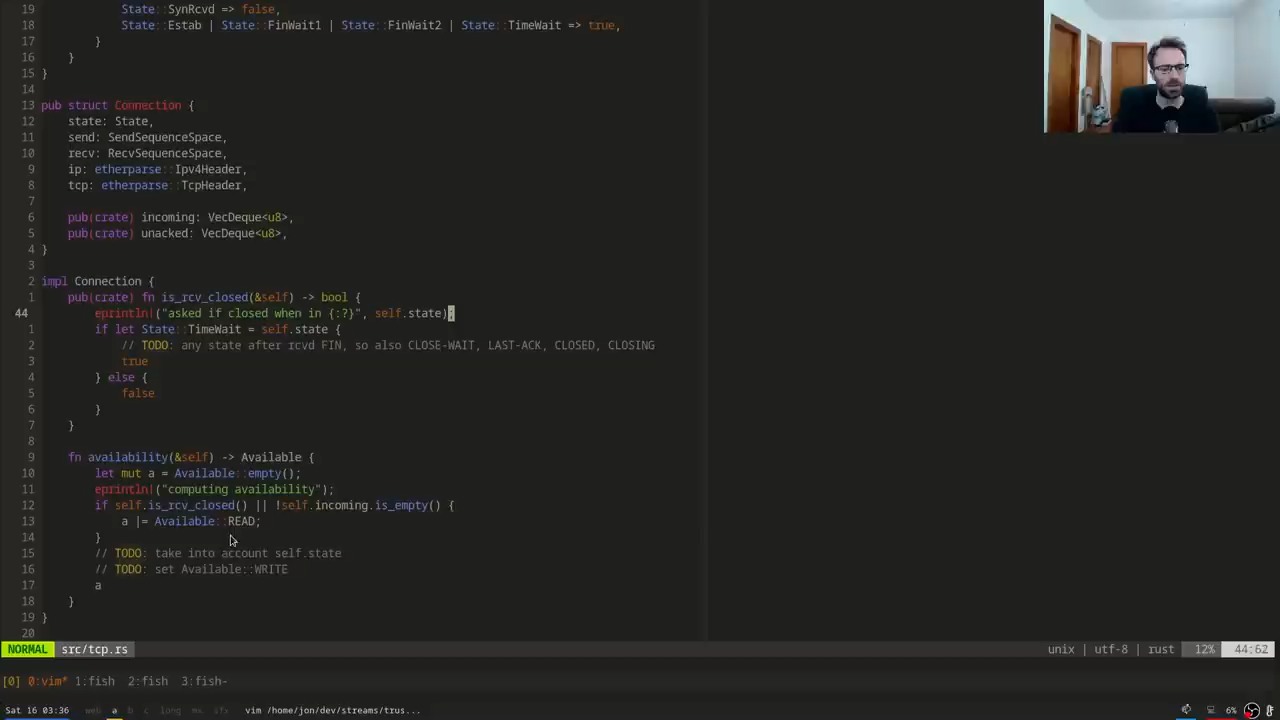 19 State::SynRcvd => false,
18 State::Estab | State::FinWait1 | State::FinWait2 | State::TimeWait => true,
17 }
16 }
15 }
14
13 pub struct Connection {
12 state: State,
11 send: SendSequenceSpace,
10 recv: RecvSequenceSpace,
9 ip: etherparse::Ipv4Header,
8 tcp: etherparse::TcpHeader,
7
6 pub(crate) incoming: VecDeque<u8>,
5 pub(crate) unacked: VecDeque<u8>,
4 }
3
2 impl Connection {
1 pub(crate) fn is_rcv_closed(&self) -> bool {
44 eprintln!("asked if closed when in {:?}", self.state);
1 if let State::TimeWait = self.state {
2 // TODO: any state after rcvd FIN, so also CLOSE-WAIT, LAST-ACK, CLOSED, CLOSING
3 true
4 } else {
5 false
6 }
7 }
8
9 fn availability(&self) -> Available {
10 let mut a = Available::empty();
11 eprintln!("computing availability");
12 if self.is_rcv_closed() || !self.incoming.is_empty() {
13 a |= Available::READ;
14 }
15 // TODO: take into account self.state
16 // TODO: set Available::WRITE
17 a
18 }
19 }
20
NORMAL src/tcp.rs unix | utf-8 | rust 12% 44:62
[0] 0:vim* 1:fish 2:fish 3:fish-
Sat 16 03:36 web a b c long mx sfx vim /home/jon/dev/streams/trus... 6%